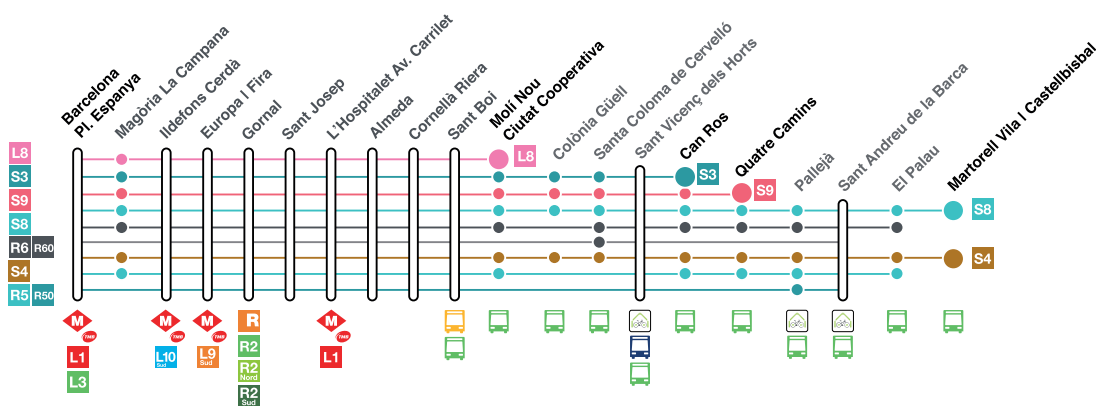 Barcelona
Pl. Espanya
Magòria La Campana
Ildefons Cerdà
Europa I Fira
Gornal
Sant Josep
L'Hospitalet Av. Carrilet
Almeda
Cornellà Riera
Sant Boi
Molí Nou
Ciutat Cooperativa
Colònia Güell
Santa Coloma de Cervelló
Sant Vicenç dels Horts
Can Ros
Quatre Camins
Pallejà
Sant Andreu de la Barca
El Palau
Martorell Vila I Castellbisbal
L8
L8
S3
S3
S9
S9
S8
S8
R6 R60
S4
S4
R5 R50
M
TMB
M
TMB
M
TMB
R
M
TMB
L1
L10
Sud
L9
Sud
R2
L1
L3
R2
Nord
R2
Sud